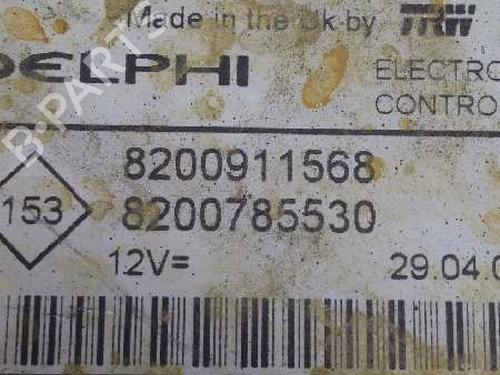 Made in the Uk by TRW
DELPHI
ELECTRO
CONTRO
8200911568
153
8200785530
12V=
29.04.0
B-PARTS